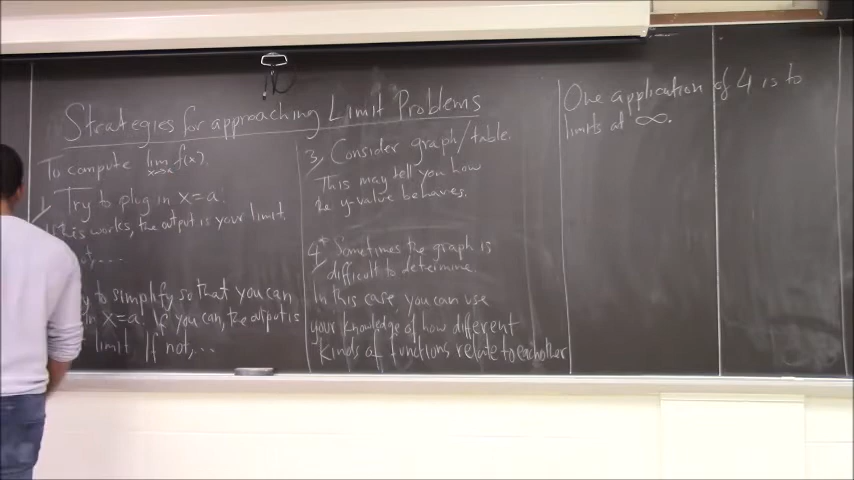 Strategies for approaching Limit Problems
To compute lim f(x).
x→a
1. Try to plug in x=a.
If this works, the output is your limit.
not,...
to simplify so that you can
in x=a. If you can, the output is
limit If not,...
3. Consider graph/table.
This may tell you how
the y-value behaves.
4* Sometimes the graph is
difficult to determine.
In this case you can use
your knowledge of how different
kinds of functions relate to each other
One application of 4 is to
limits at ∞.